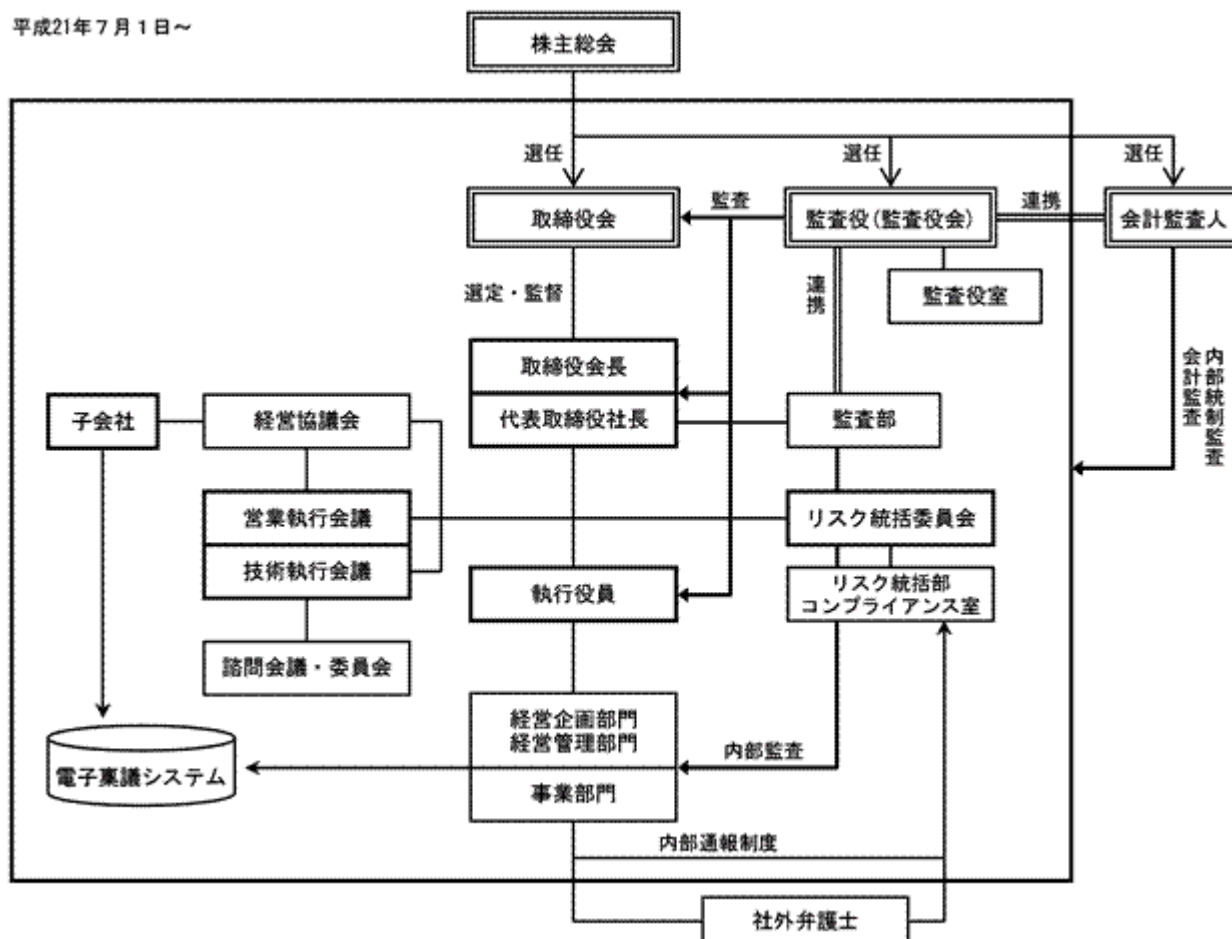 平成21年7月1日～
株主総会
選任
選任
選任
取締役会
監査
監査役(監査役会)
連携
会計監査人
選定・監督
連携
監査役室
取締役会長
代表取締役社長
監査部
内部統制監査
会計監査
子会社
経営協議会
営業執行会議
技術執行会議
リスク統括委員会
執行役員
リスク統括部
コンプライアンス室
諮問会議・委員会
経営企画部門
経営管理部門
事業部門
内部監査
電子稟議システム
内部通報制度
社外弁護士